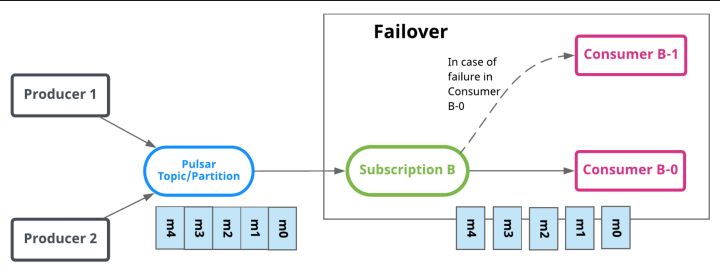 Failover
In case of
failure in
Consumer
B-0
Consumer B-1
Producer 1
Pulsar
Topic/Partition
Subscription B
Consumer B-0
Producer 2
m4
m3
m2
m1
m0
m4
m3
m2
m1
m0